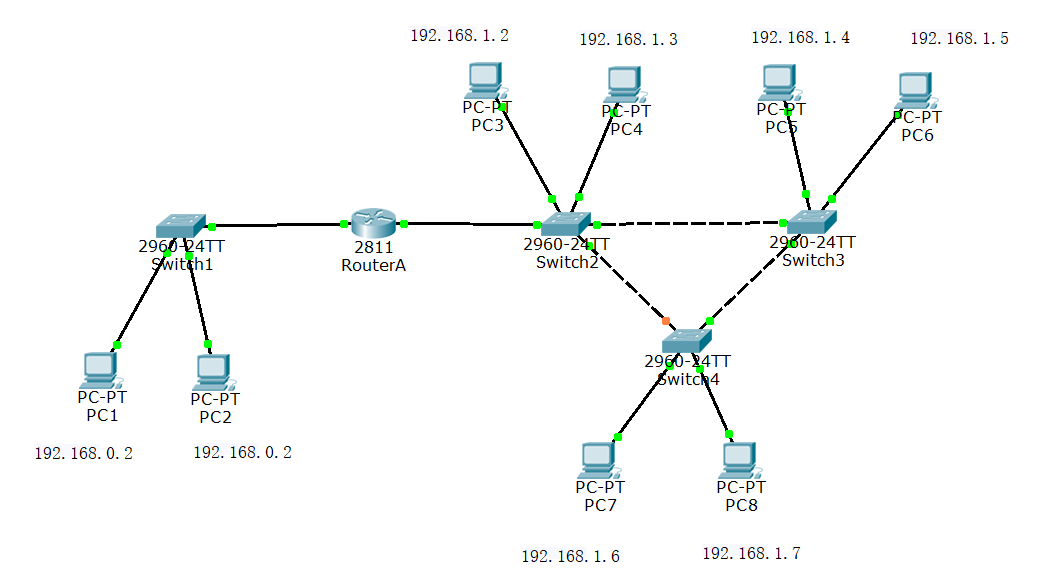 192.168.1.2
192.168.1.3
192.168.1.4
192.168.1.5
PC-PT
PC3
PC-PT
PC4
PC-PT
PC5
PC-PT
PC6
2960-24TT
Switch1
2811
RouterA
2960-24TT
Switch2
2960-24TT
Switch3
2960-24TT
Switch4
PC-PT
PC1
PC-PT
PC2
192.168.0.2
192.168.0.2
PC-PT
PC7
PC-PT
PC8
192.168.1.6
192.168.1.7